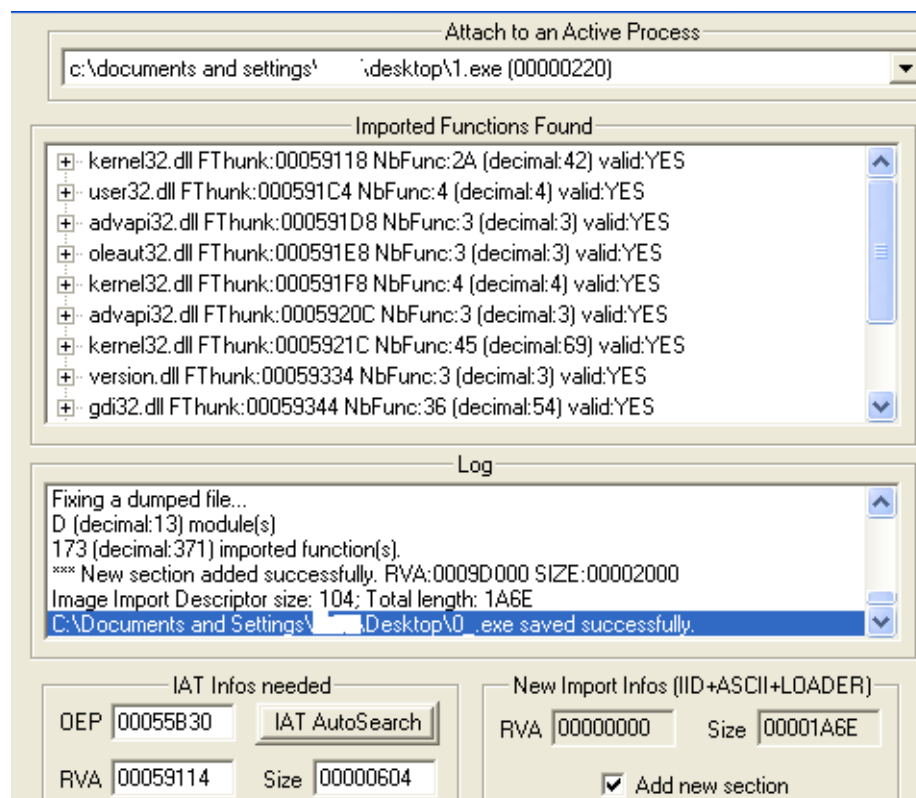 Attach to an Active Process
c:\documents and settings\ \desktop\1.exe (00000220)
Imported Functions Found
kernel32.dll FThunk:00059118 NbFunc:2A (decimal:42) valid:YES
user32.dll FThunk:000591C4 NbFunc:4 (decimal:4) valid:YES
advapi32.dll FThunk:000591D8 NbFunc:3 (decimal:3) valid:YES
oleaut32.dll FThunk:000591E8 NbFunc:3 (decimal:3) valid:YES
kernel32.dll FThunk:000591F8 NbFunc:4 (decimal:4) valid:YES
advapi32.dll FThunk:0005920C NbFunc:3 (decimal:3) valid:YES
kernel32.dll FThunk:0005921C NbFunc:45 (decimal:69) valid:YES
version.dll FThunk:00059334 NbFunc:3 (decimal:3) valid:YES
gdi32.dll FThunk:00059344 NbFunc:36 (decimal:54) valid:YES
Log
Fixing a dumped file...
D (decimal:13) module(s)
173 (decimal:371) imported function(s).
*** New section added successfully. RVA:0009D000 SIZE:00002000
Image Import Descriptor size: 104; Total length: 1A6E
C:\Documents and Settings\ \Desktop\0_.exe saved successfully.
IAT Infos needed
OEP 00055B30 IAT AutoSearch
RVA 00059114 Size 00000604
New Import Infos (IID+ASCII+LOADER)
RVA 00000000 Size 00001A6E
Add new section